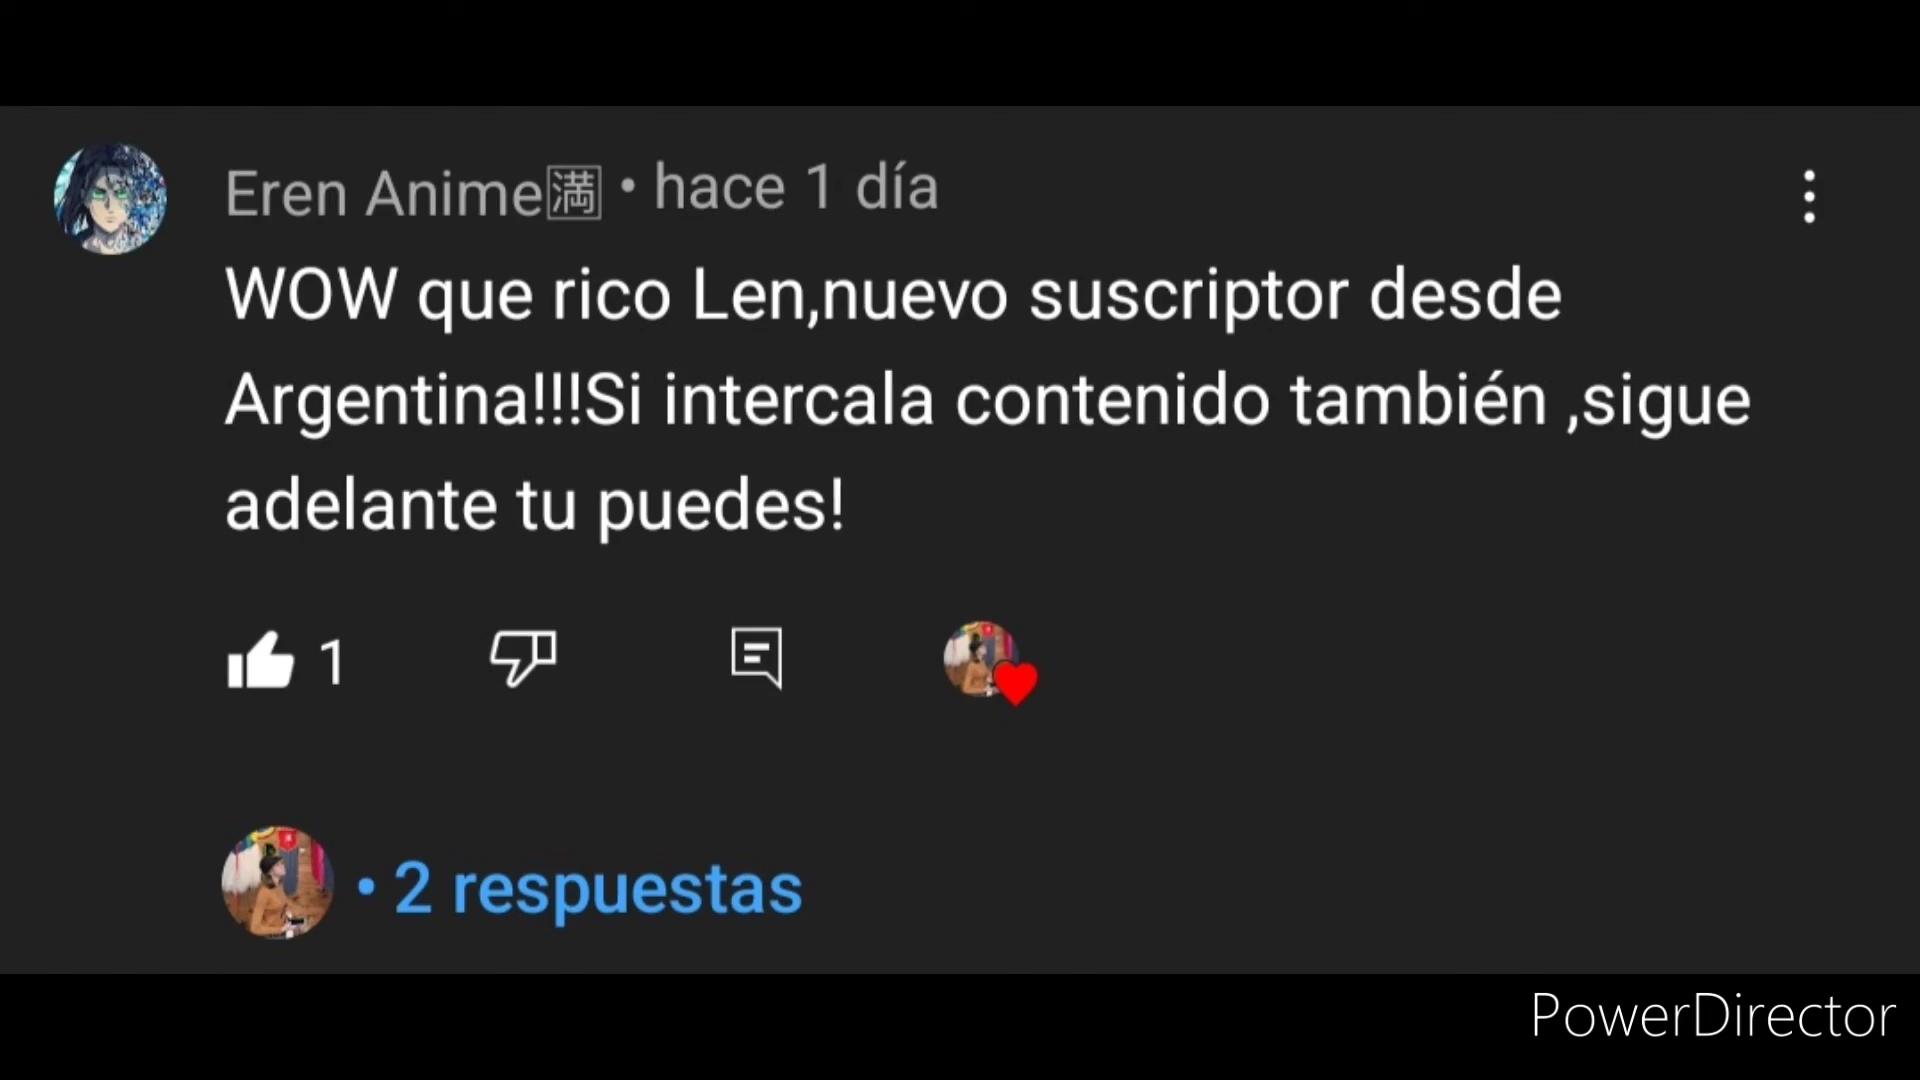 Eren Anime🈵 • hace 1 día
WOW que rico Len,nuevo suscriptor desde
Argentina!!!Si intercala contenido también ,sigue
adelante tu puedes!
1
• 2 respuestas
PowerDirector